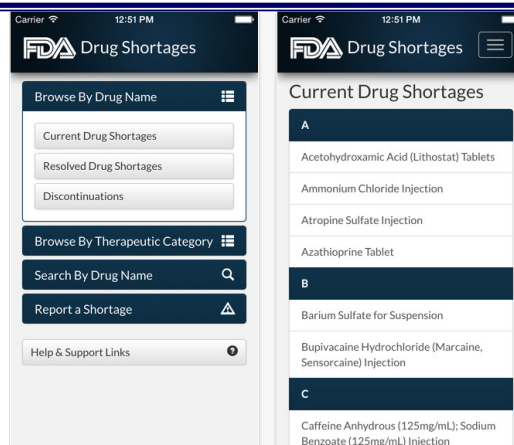 Carrier 12:51 PM
FDA Drug Shortages
Browse By Drug Name
Current Drug Shortages
Resolved Drug Shortages
Discontinuations
Browse By Therapeutic Category
Search By Drug Name
Report a Shortage
Help & Support Links
Carrier 12:51 PM
FDA Drug Shortages
Current Drug Shortages
A
Acetohydroxamic Acid (Lithostat) Tablets
Ammonium Chloride Injection
Atropine Sulfate Injection
Azathioprine Tablet
B
Barium Sulfate for Suspension
Bupivacaine Hydrochloride (Marcaine,
Sensorcaine) Injection
C
Caffeine Anhydrous (125mg/mL); Sodium
Benzoate (125mg/mL) Injection